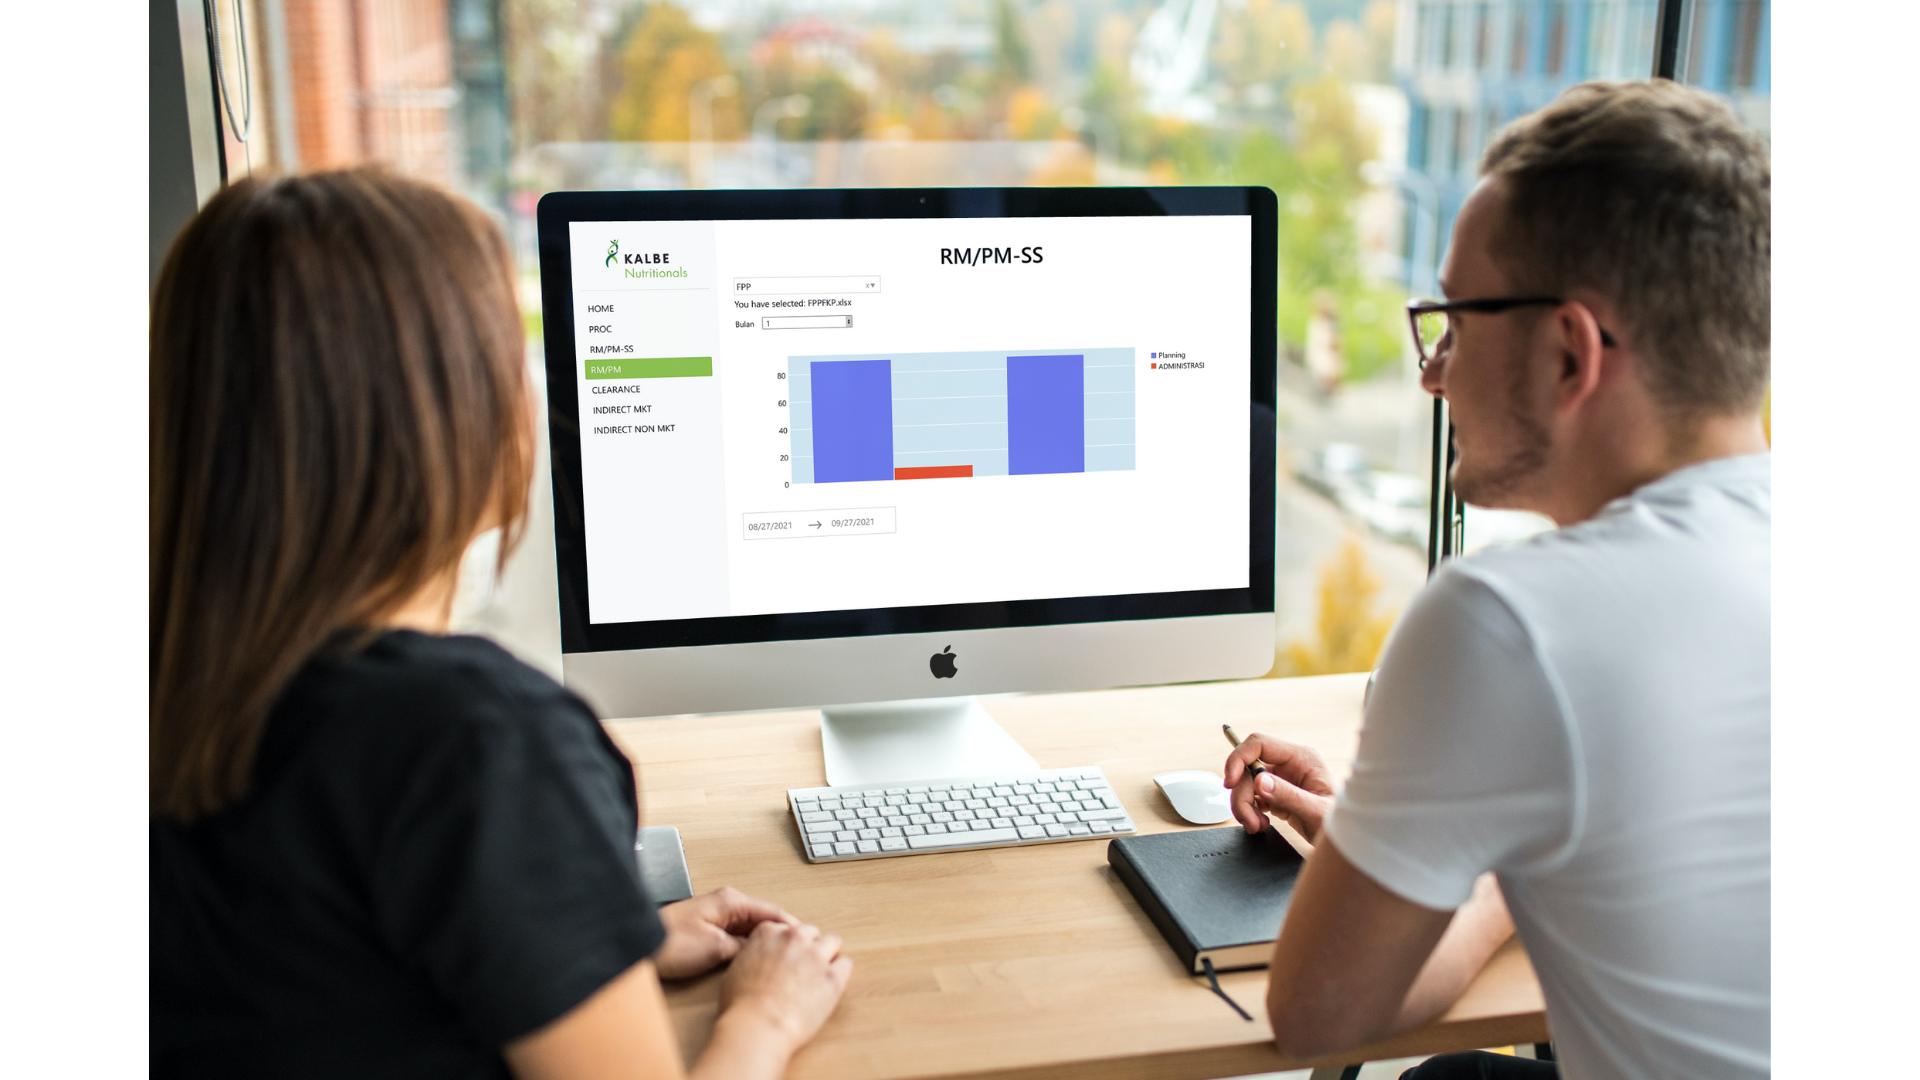 KALBE
Nutritionals
HOME
PROC
RM/PM-SS
RM/PM
CLEARANCE
INDIRECT MKT
INDIRECT NON MKT
RM/PM-SS
FPP x
You have selected: FPPFKP.xlsx
Bulan 1
80
60
40
20
0
Planning
ADMINISTRASI
08/27/2021 → 09/27/2021